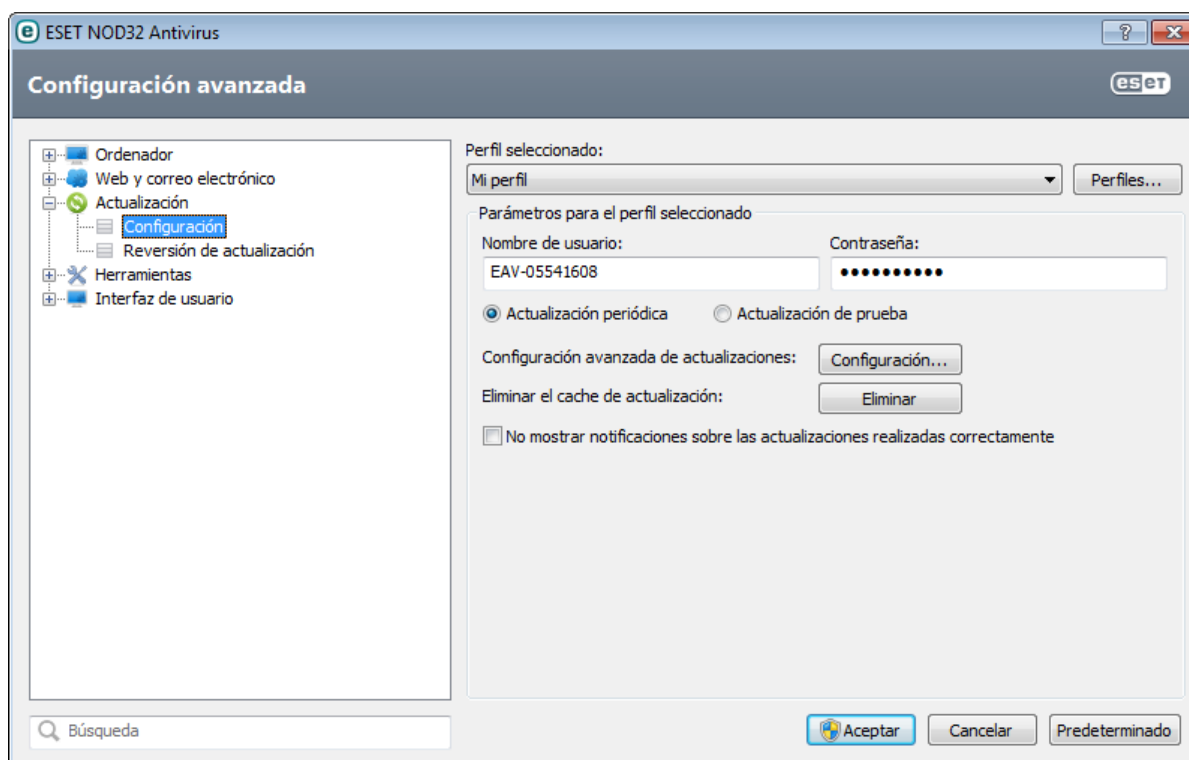 ESET NOD32 Antivirus
Configuración avanzada
eset
Ordenador
Web y correo electrónico
Actualización
Configuración
Reversión de actualización
Herramientas
Interfaz de usuario
Búsqueda
Perfil seleccionado:
Mi perfil
Perfiles...
Parámetros para el perfil seleccionado
Nombre de usuario: Contraseña:
EAV-05541608 ••••••••••
Actualización periódica Actualización de prueba
Configuración avanzada de actualizaciones: Configuración...
Eliminar el cache de actualización: Eliminar
No mostrar notificaciones sobre las actualizaciones realizadas correctamente
Aceptar Cancelar Predeterminado